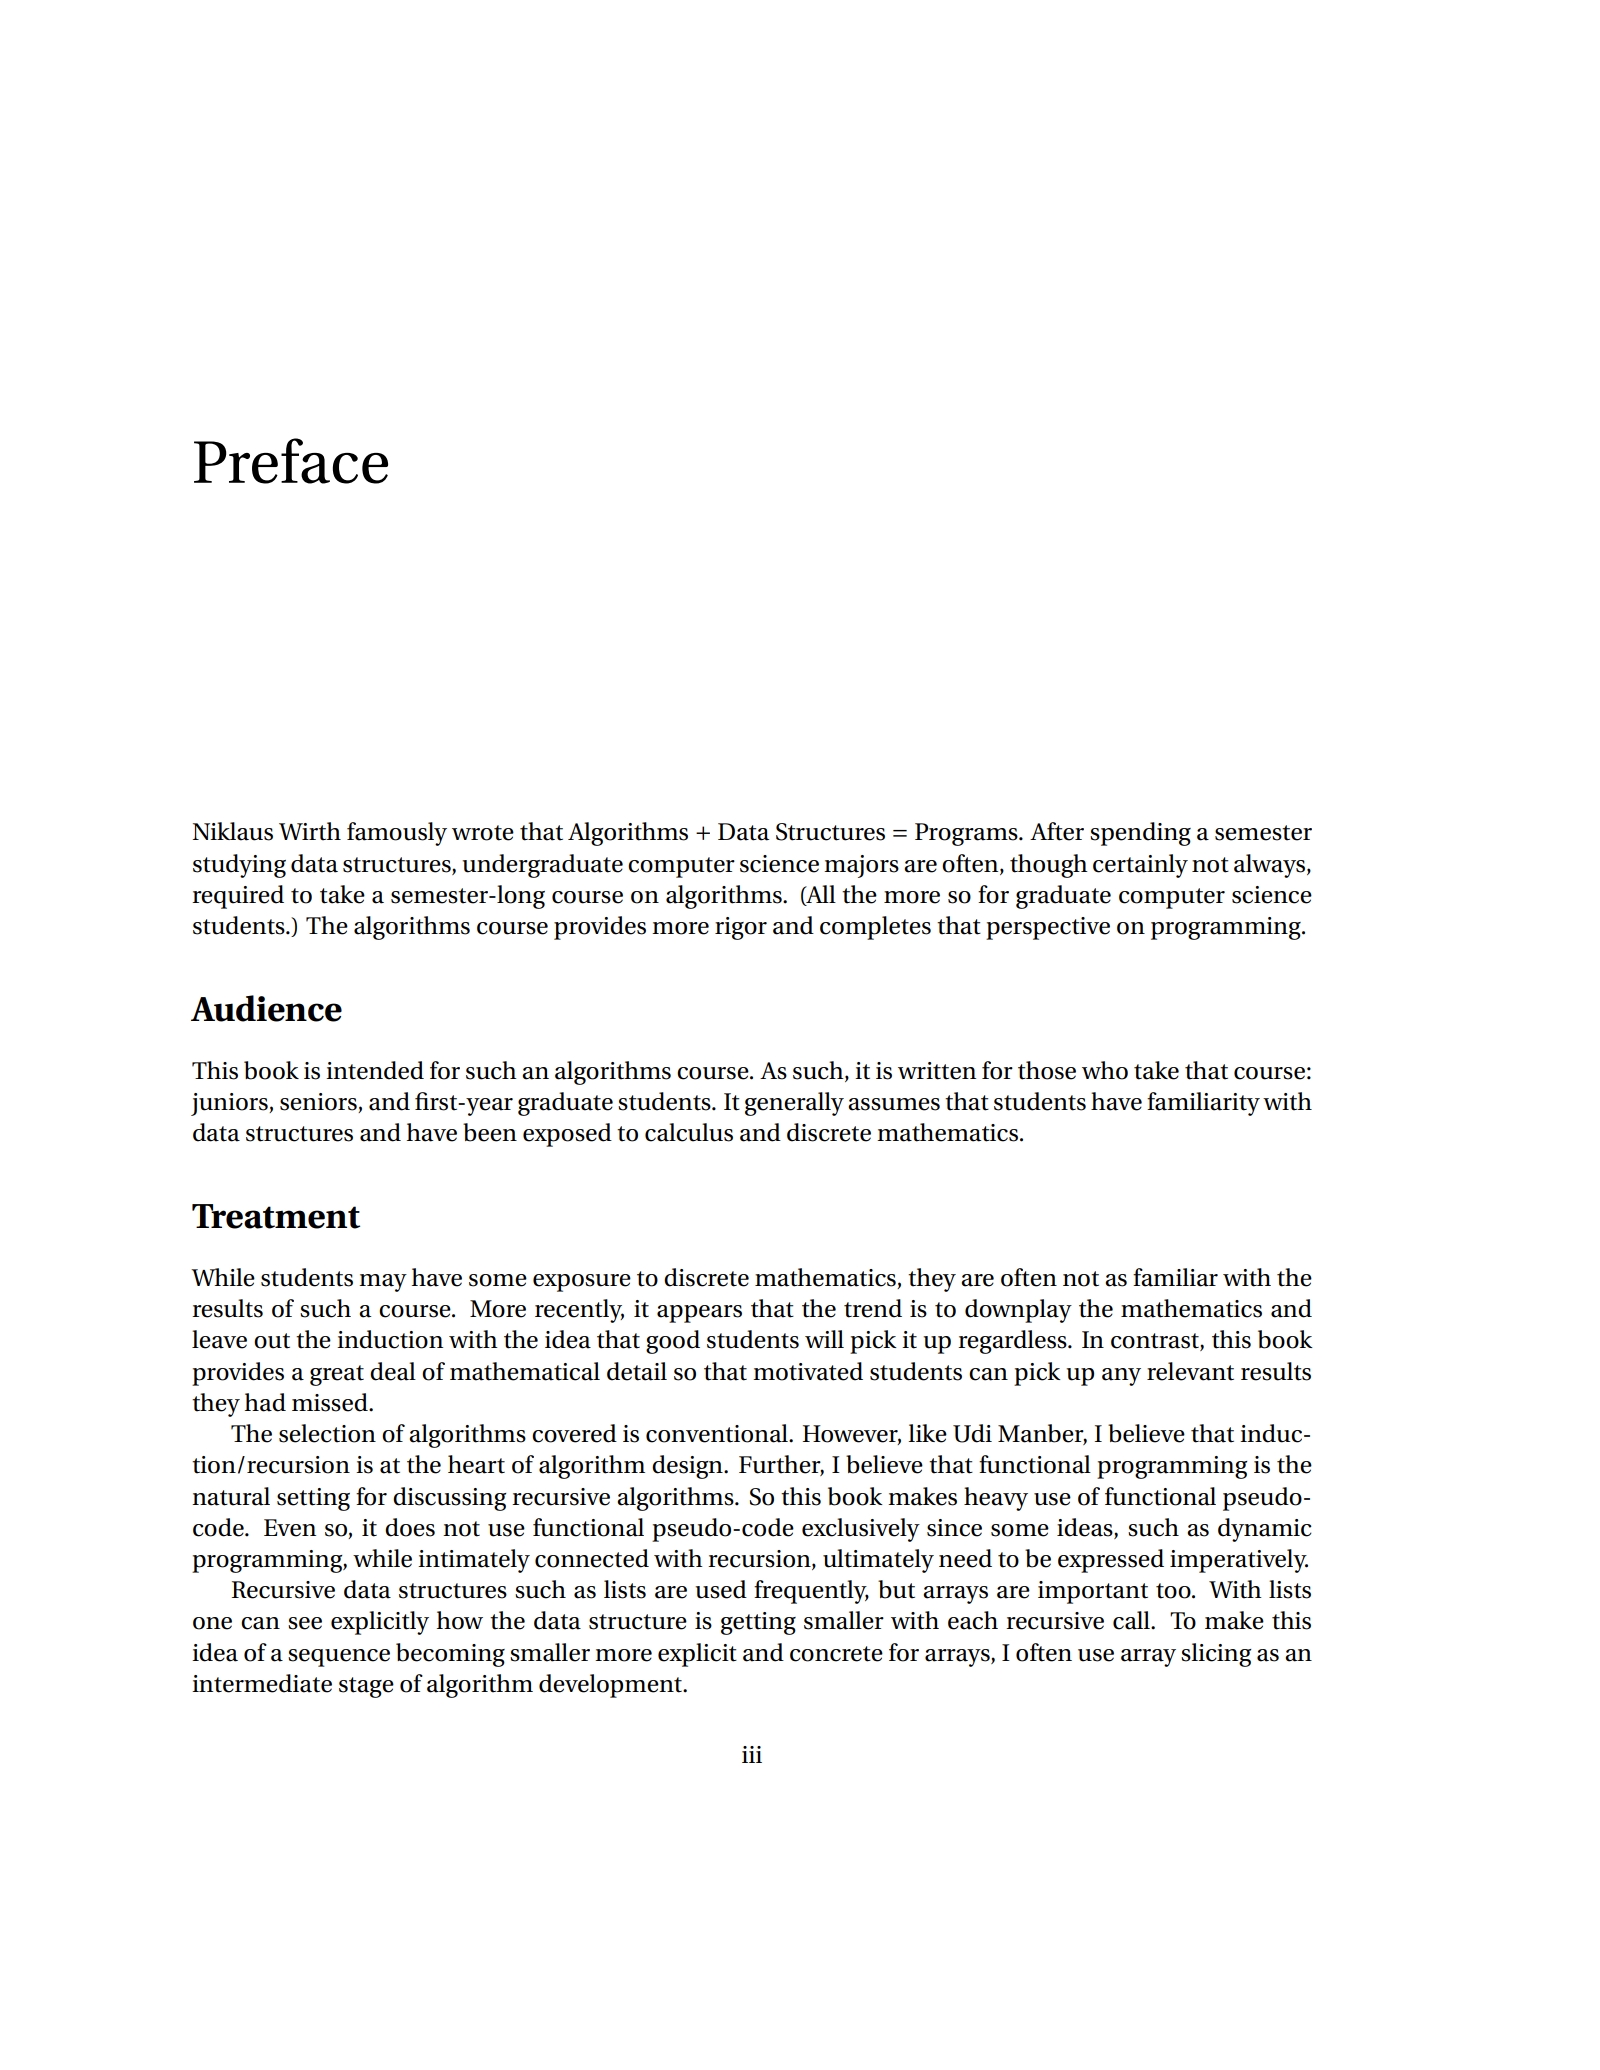 Preface
Niklaus Wirth famously wrote that Algorithms + Data Structures = Programs. After spending a semester
studying data structures, undergraduate computer science majors are often, though certainly not always,
required to take a semester-long course on algorithms. (All the more so for graduate computer science
students.) The algorithms course provides more rigor and completes that perspective on programming.
Audience
This book is intended for such an algorithms course. As such, it is written for those who take that course:
juniors, seniors, and first-year graduate students. It generally assumes that students have familiarity with
data structures and have been exposed to calculus and discrete mathematics.
Treatment
While students may have some exposure to discrete mathematics, they are often not as familiar with the
results of such a course. More recently, it appears that the trend is to downplay the mathematics and
leave out the induction with the idea that good students will pick it up regardless. In contrast, this book
provides a great deal of mathematical detail so that motivated students can pick up any relevant results
they had missed.
The selection of algorithms covered is conventional. However, like Udi Manber, I believe that induc-
tion/recursion is at the heart of algorithm design. Further, I believe that functional programming is the
natural setting for discussing recursive algorithms. So this book makes heavy use of functional pseudo-
code. Even so, it does not use functional pseudo-code exclusively since some ideas, such as dynamic
programming, while intimately connected with recursion, ultimately need to be expressed imperatively.
Recursive data structures such as lists are used frequently, but arrays are important too. With lists
one can see explicitly how the data structure is getting smaller with each recursive call. To make this
idea of a sequence becoming smaller more explicit and concrete for arrays, I often use array slicing as an
intermediate stage of algorithm development.
iii